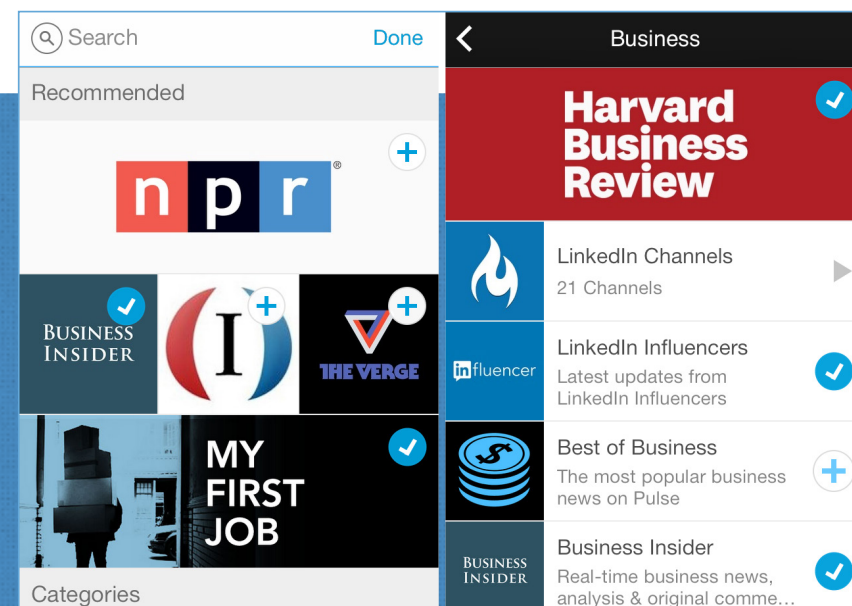 Search
Done
Recommended
npr®
BUSINESS
INSIDER
(I)
THE VERGE
MY
FIRST
JOB
Categories
Business
Harvard
Business
Review
LinkedIn Channels
21 Channels
influencer
LinkedIn Influencers
Latest updates from
LinkedIn Influencers
$
Best of Business
The most popular business
news on Pulse
BUSINESS
INSIDER
Business Insider
Real-time business news,
analysis & original comme...